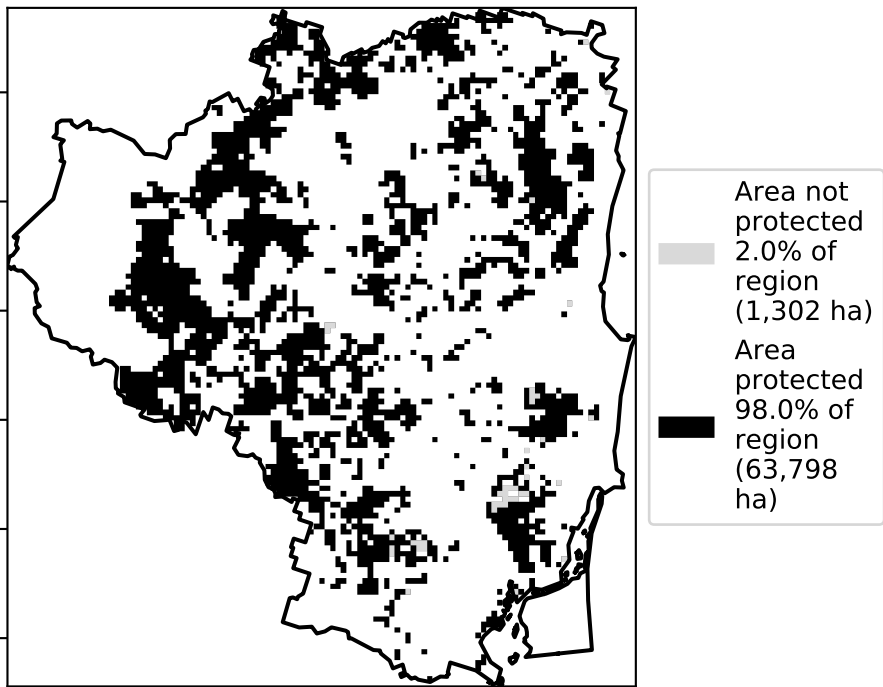 Area not
protected
2.0% of
region
(1,302 ha)
Area
protected
98.0% of
region
(63,798
ha)